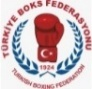 TÜRKİYE BOKS FEDERASYONU
1924
TURKISH BOXING FEDERATION